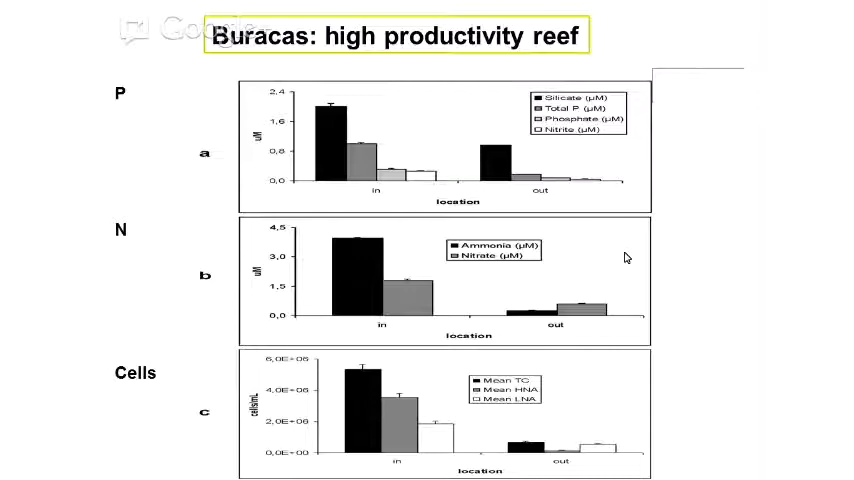 Google
Buracas: high productivity reef
P
a
2,4
1,6
0,8
0,0
uM
Silicate (µM)
Total P (µM)
Phosphate (µM)
Nitrite (µM)
in
out
location
N
b
4,5
3,0
1,5
0,0
uM
Ammonia (µM)
Nitrate (µM)
in
out
location
Cells
c
6,0E+06
4,0E+06
2,0E+06
0,0E+00
cells/mL
Mean TC
Mean HNA
Mean LNA
in
out
location